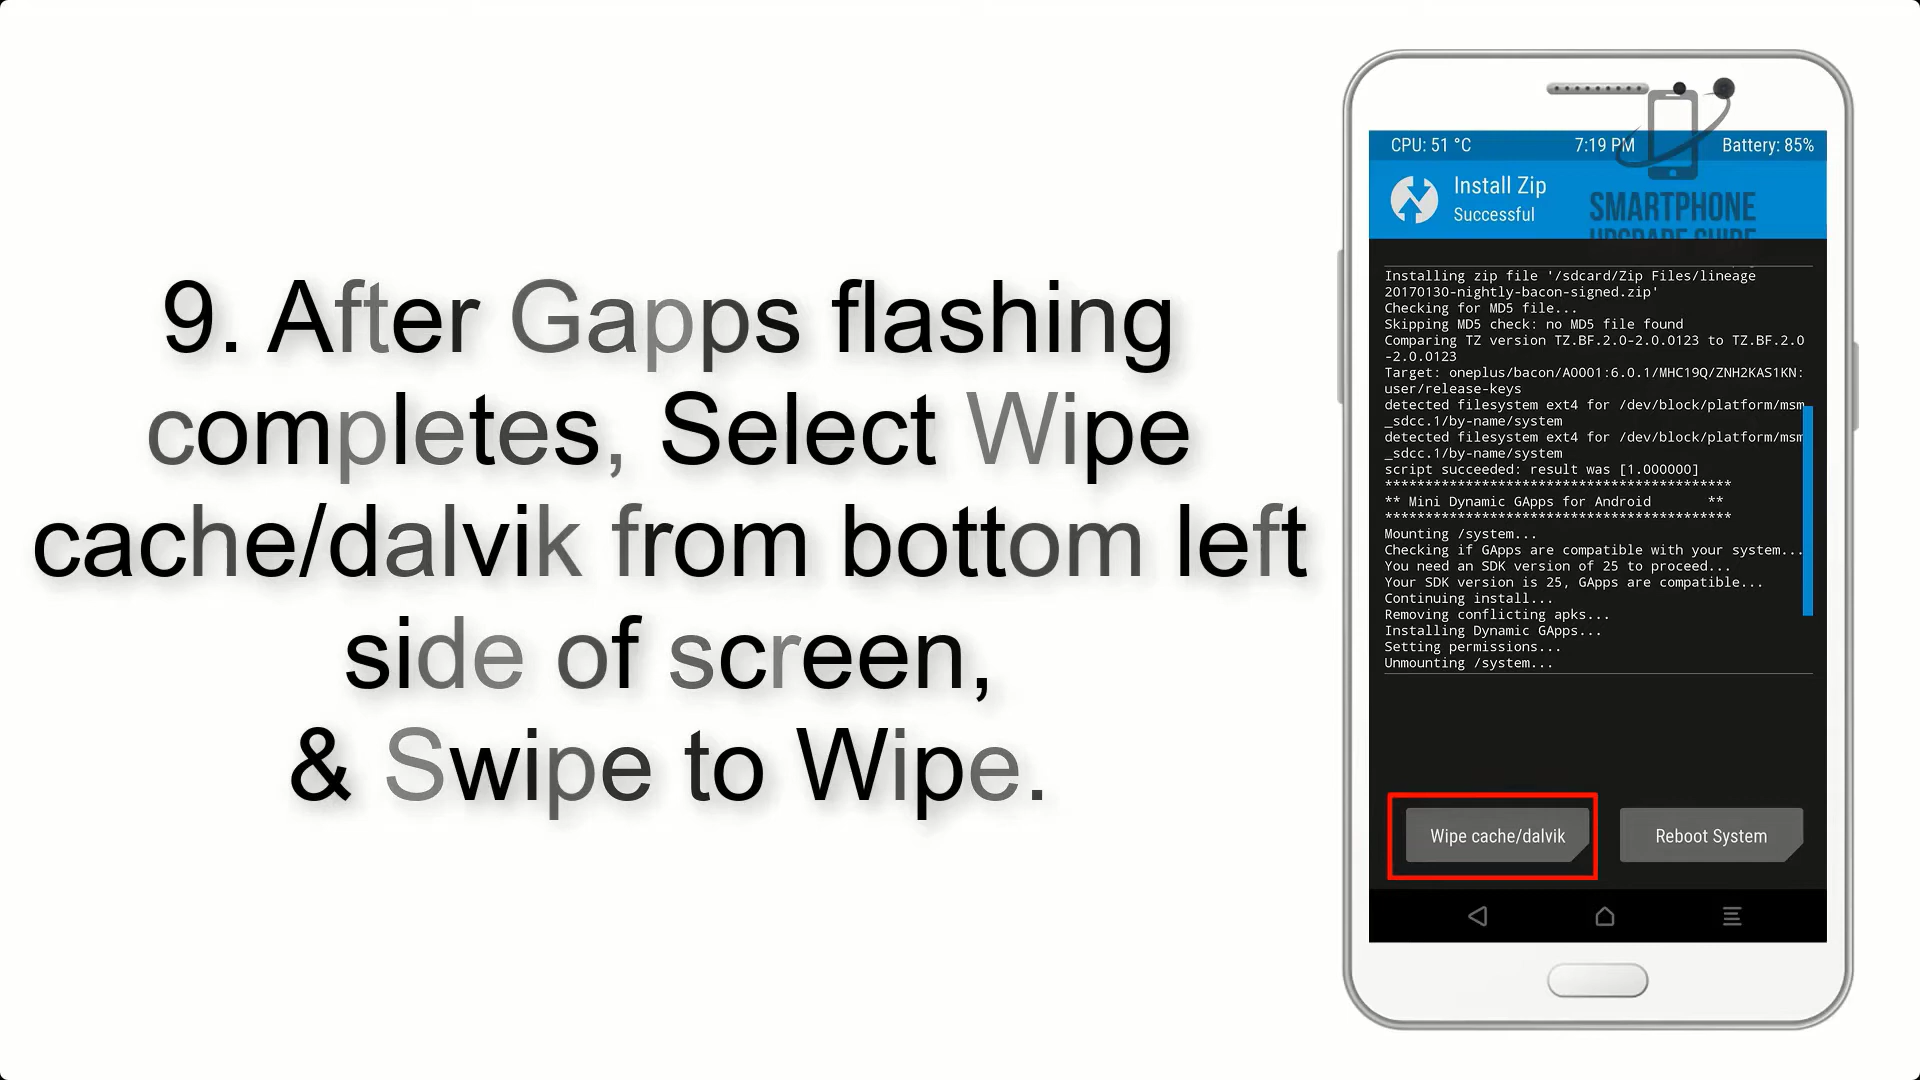 9. After Gapps flashing
completes, Select Wipe
cache/dalvik from bottom left
side of screen,
& Swipe to Wipe.
CPU: 51 °C 7:19 PM Battery: 85%
Install Zip
Successful
SMARTPHONE
UPGRADE GUIDE
Installing zip file '/sdcard/Zip Files/lineage
20170130-nightly-bacon-signed.zip'
Checking for MD5 file...
Skipping MD5 check: no MD5 file found
Comparing TZ version TZ.BF.2.0-2.0.0123 to TZ.BF.2.0
-2.0.0123
Target: oneplus/bacon/A0001:6.0.1/MHC19Q/ZNH2KAS1KN:
user/release-keys
detected filesystem ext4 for /dev/block/platform/msm
_sdcc.1/by-name/system
detected filesystem ext4 for /dev/block/platform/msm
_sdcc.1/by-name/system
script succeeded: result was [1.000000]
*******************************************
** Mini Dynamic GApps for Android **
*******************************************
Mounting /system...
Checking if GApps are compatible with your system...
You need an SDK version of 25 to proceed...
Your SDK version is 25, GApps are compatible...
Continuing install...
Removing conflicting apks...
Installing Dynamic GApps...
Setting permissions...
Unmounting /system...
Wipe cache/dalvik Reboot System